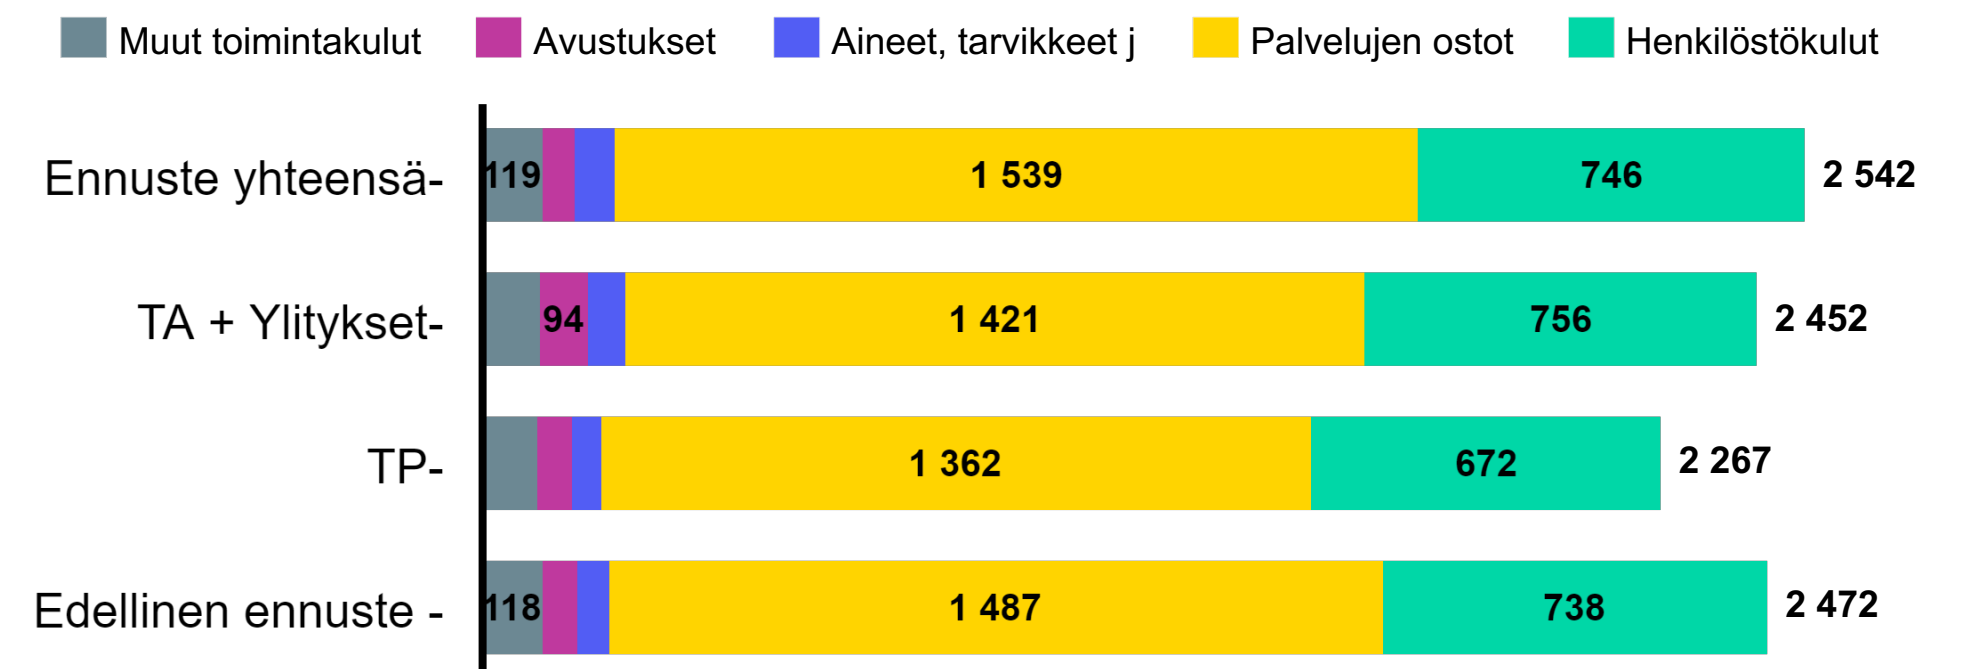 Muut toimintakulut Avustukset Aineet, tarvikkeet j Palvelujen ostot Henkilöstökulut
Ennuste yhteensä- 119 1 539 746 2 542
TA + Ylitykset- 94 1 421 756 2 452
TP- 1 362 672 2 267
Edellinen ennuste - 118 1 487 738 2 472